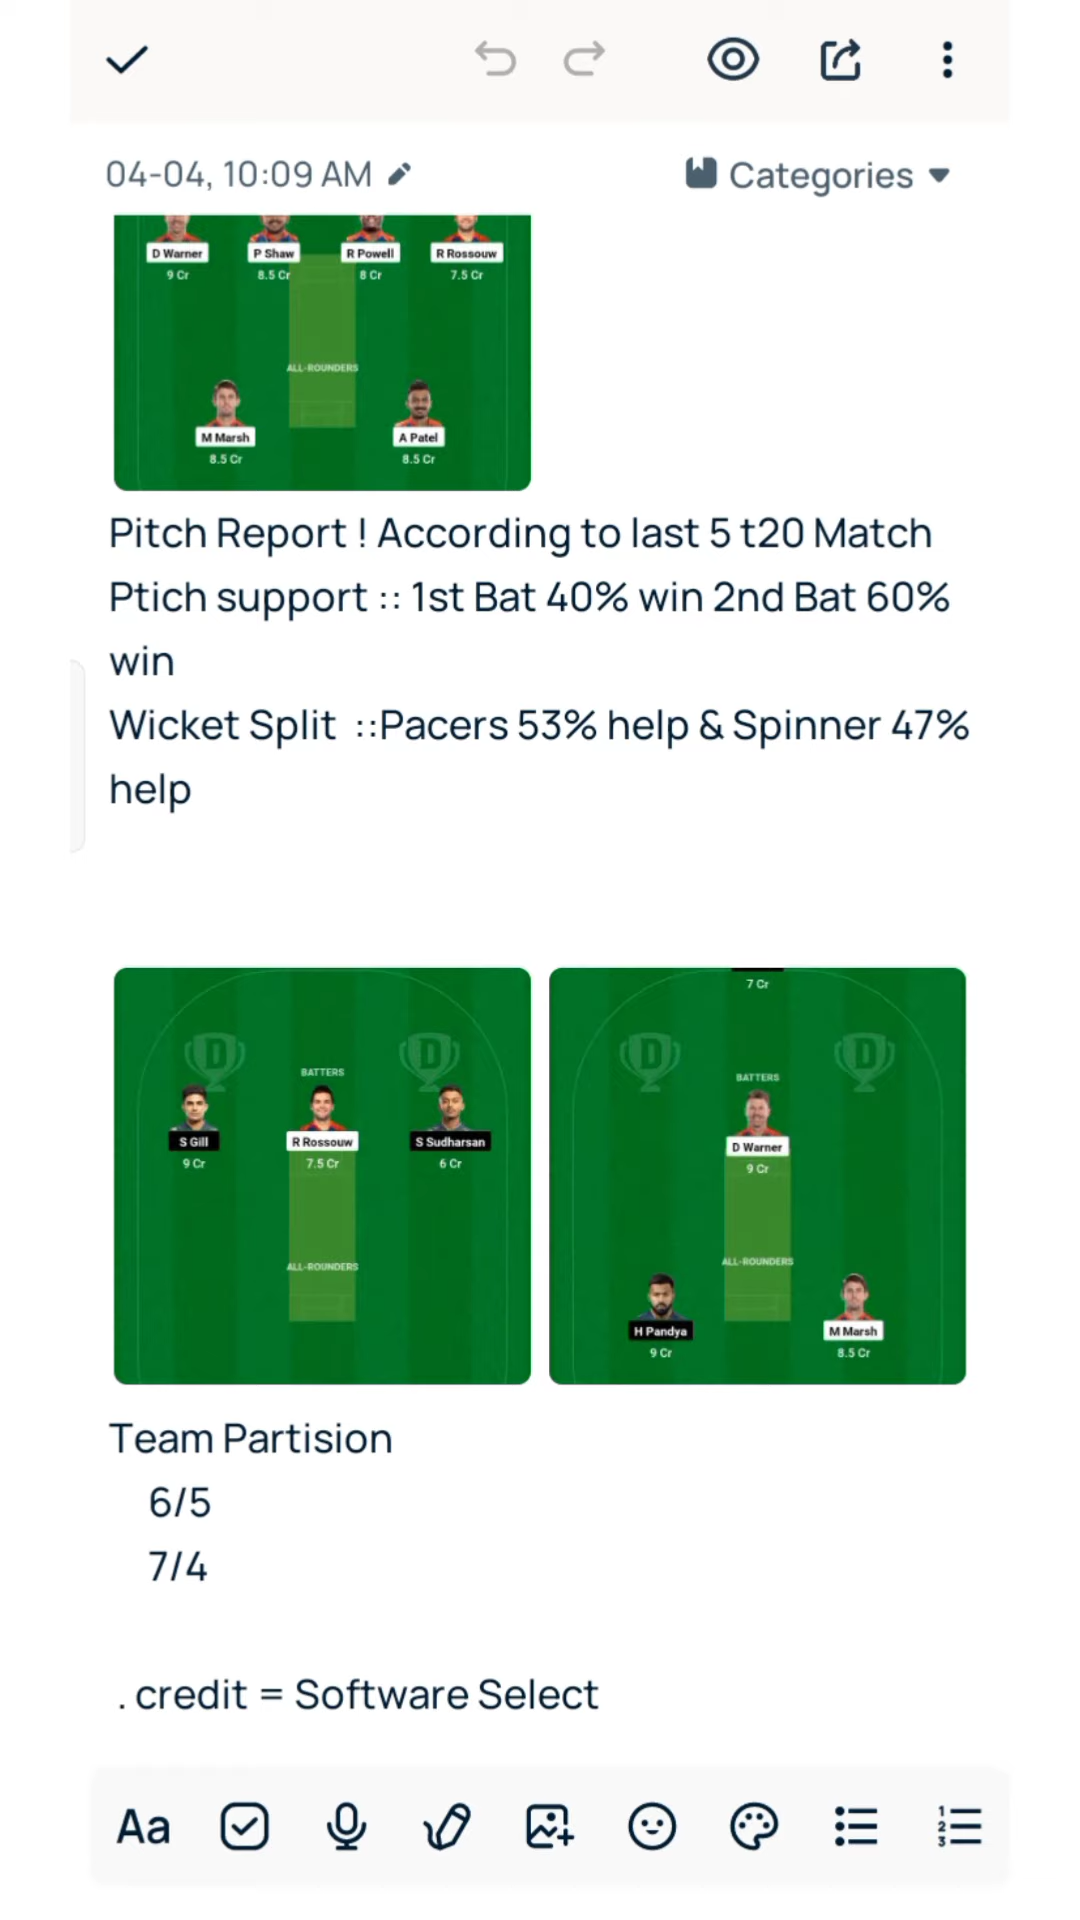 04-04, 10:09 AM
Categories
D Warner
P Shaw
R Powell
R Rossouw
9 Cr
8.5 Cr
8 Cr
7.5 Cr
ALL-ROUNDERS
M Marsh
A Patel
8.5 Cr
8.5 Cr
Pitch Report ! According to last 5 t20 Match
Ptich support :: 1st Bat 40% win 2nd Bat 60%
win
Wicket Split ::Pacers 53% help & Spinner 47%
help
D
D
BATTERS
S Gill
R Rossouw
S Sudharsan
9 Cr
7.5 Cr
6 Cr
ALL-ROUNDERS
7 Cr
D
D
BATTERS
D Warner
9 Cr
ALL-ROUNDERS
H Pandya
M Marsh
9 Cr
8.5 Cr
Team Partision
6/5
7/4
. credit = Software Select
Aa
1
2
3